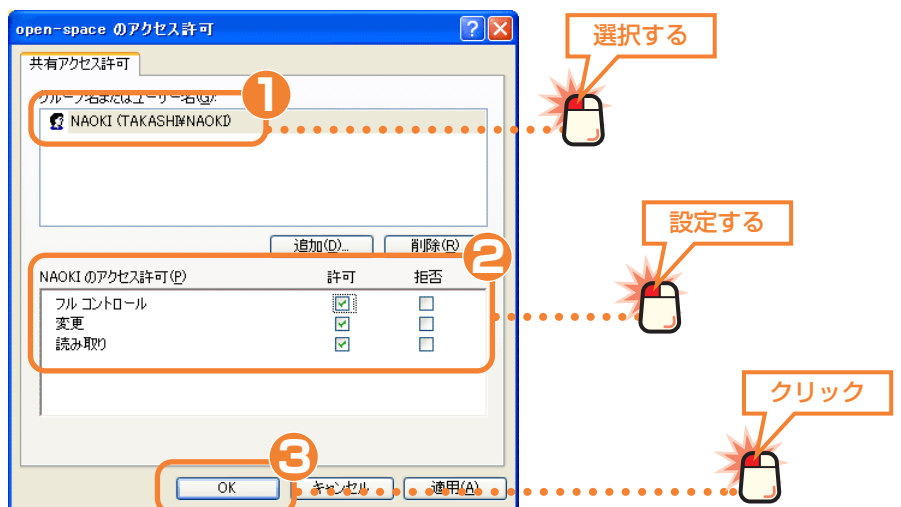 open-space のアクセス許可
選択する
共有アクセス許可
1
グループ名またはユーザー名(G):
NAOKI (TAKASHI¥NAOKI)
設定する
追加(D)...
削除(R)
2
NAOKI のアクセス許可(P)
許可
拒否
フル コントロール
変更
読み取り
クリック
3
OK
キャンセル
適用(A)